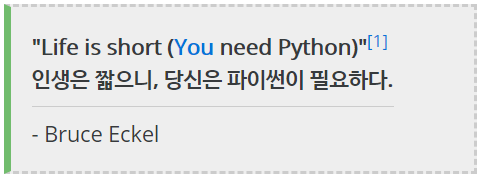 "Life is short (You need Python)"[1]
인생은 짧으니, 당신은 파이썬이 필요하다.
- Bruce Eckel